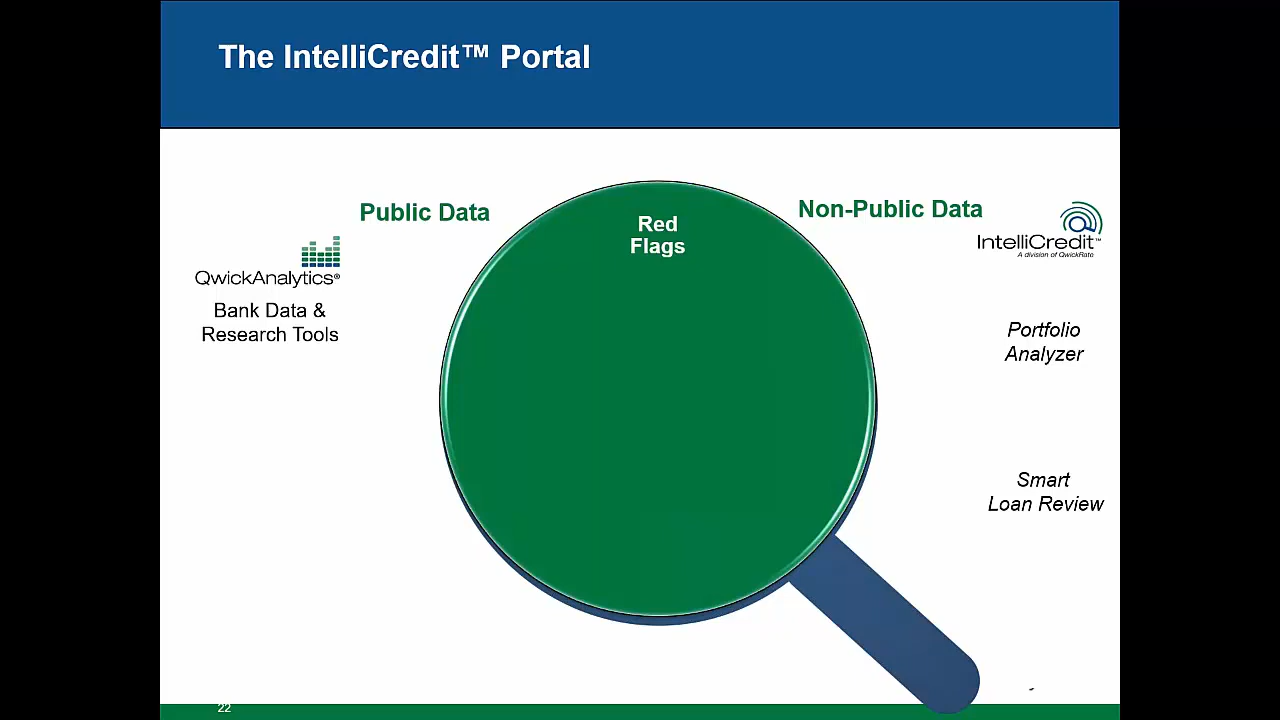 The IntelliCredit™ Portal
Public Data
QwickAnalytics®
Bank Data &
Research Tools
Red
Flags
Non-Public Data
IntelliCredit™
A division of QwickRate
Portfolio
Analyzer
Smart
Loan Review
22